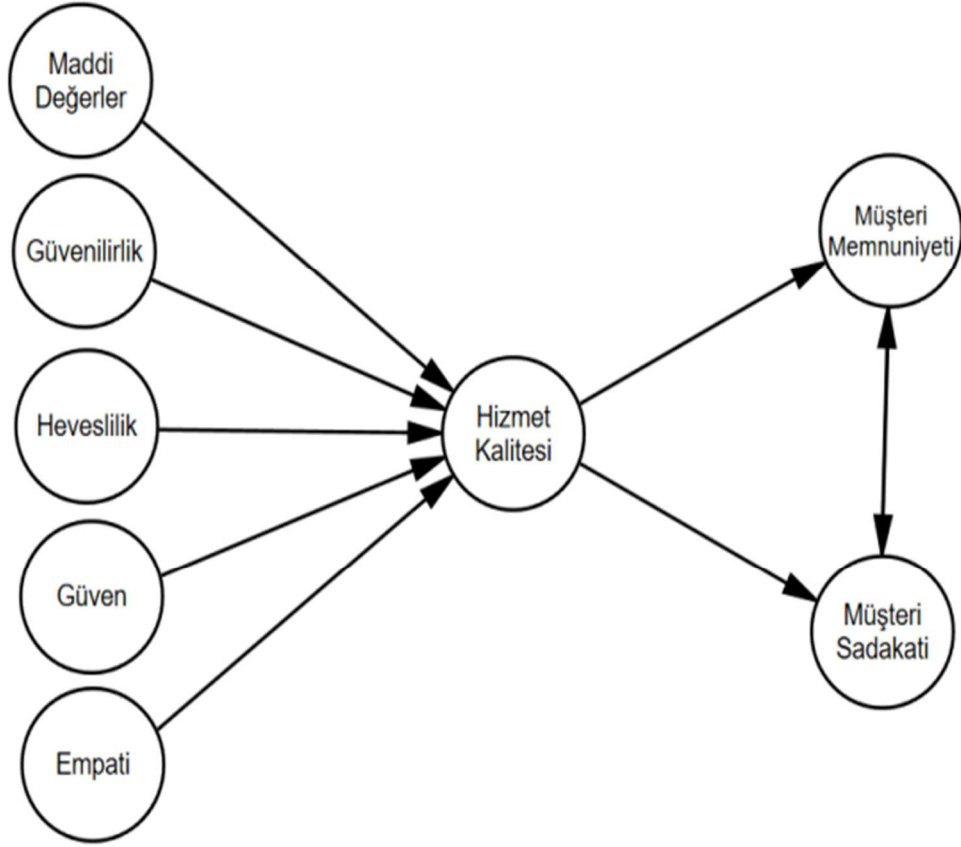 Maddi
Değerler
Güvenilirlik
Heveslilik
Güven
Empati
Hizmet
Kalitesi
Müşteri
Memnuniyeti
Müşteri
Sadakati